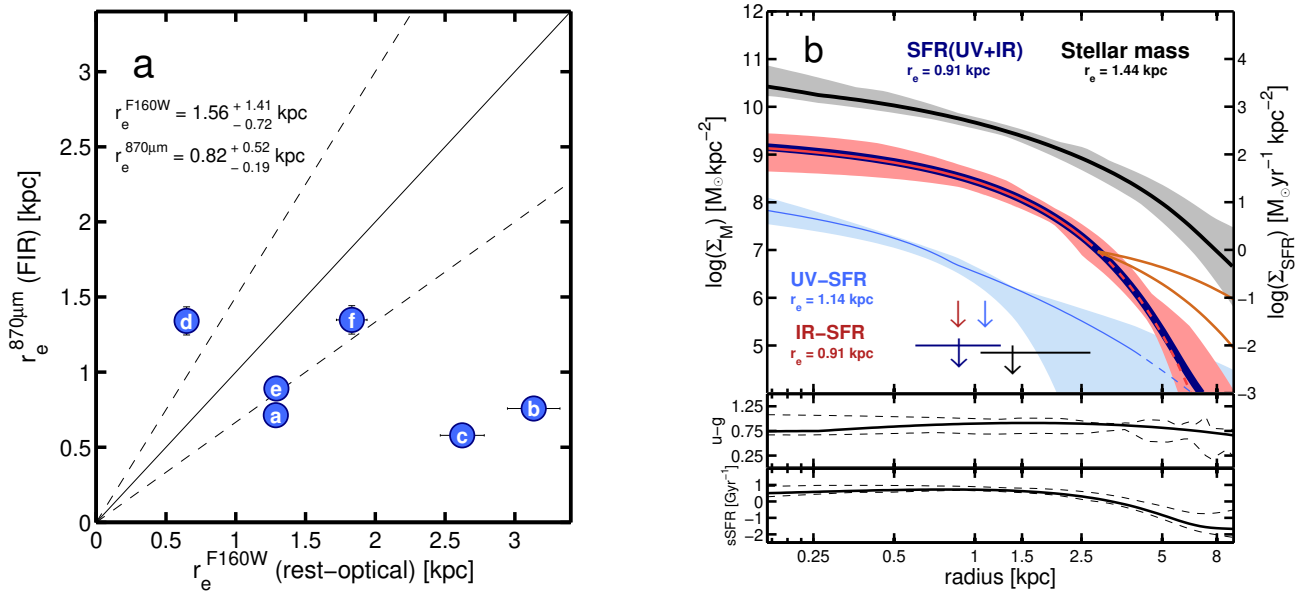 a
r_e^F160W = 1.56 +1.41 −0.72 kpc
r_e^870μm = 0.82 +0.52 −0.19 kpc
3
2.5
2
1.5
1
0.5
0
r_e^870μm (FIR) [kpc]
d
f
e
a
b
c
0 0.5 1 1.5 2 2.5 3
r_e^F160W (rest−optical) [kpc]
b
SFR(UV+IR)
r_e = 0.91 kpc
Stellar mass
r_e = 1.44 kpc
UV−SFR
r_e = 1.14 kpc
IR−SFR
r_e = 0.91 kpc
12
11
10
9
8
7
6
5
log(Σ_M) [M_⊙kpc^−2]
4
3
2
1
0
−1
−2
−3
log(Σ_SFR) [M_⊙yr^−1 kpc^−2]
1.25
0.75
0.25
u−g
1
0
−1
−2
sSFR [Gyr^−1]
0.25 0.5 1 1.5 2.5 5 8
radius [kpc]